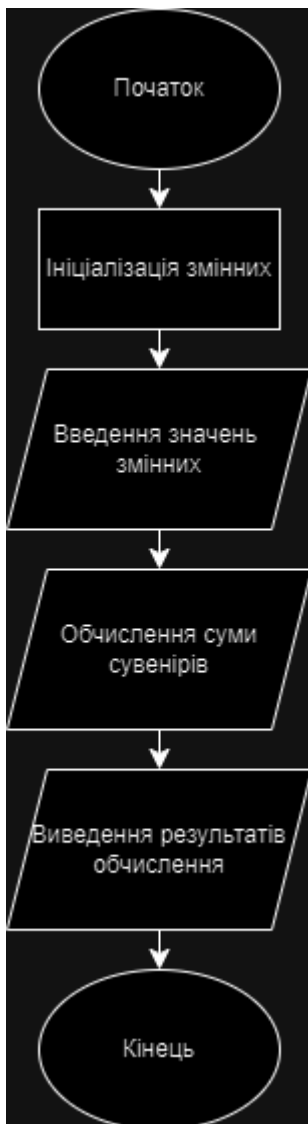 Початок
Ініціалізація змінних
Введення значень
змінних
Обчислення суми
сувенірів
Виведення результатів
обчислення
Кінець